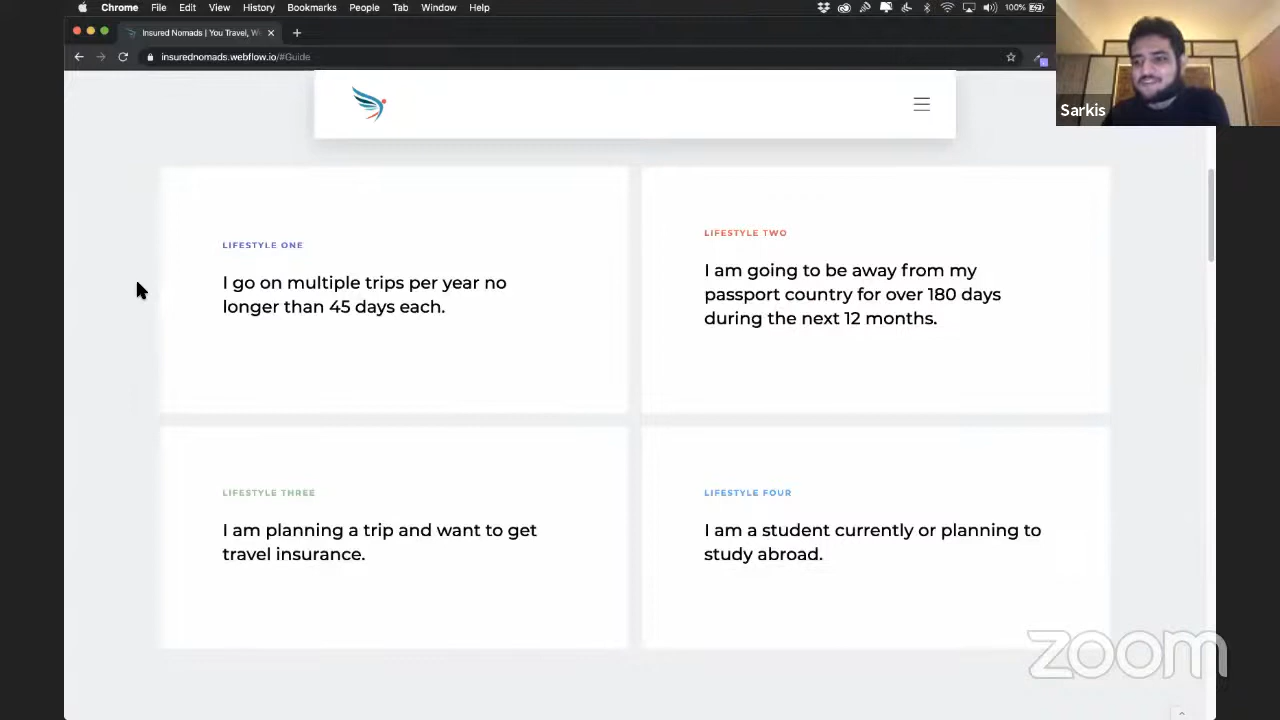 Chrome File Edit View History Bookmarks People Tab Window Help
100%
Insured Nomads | You Travel, W
insurednomads.webflow.io/#Guide
Sarkis
LIFESTYLE ONE
I go on multiple trips per year no
longer than 45 days each.
LIFESTYLE TWO
I am going to be away from my
passport country for over 180 days
during the next 12 months.
LIFESTYLE THREE
I am planning a trip and want to get
travel insurance.
LIFESTYLE FOUR
I am a student currently or planning to
study abroad.
zoom